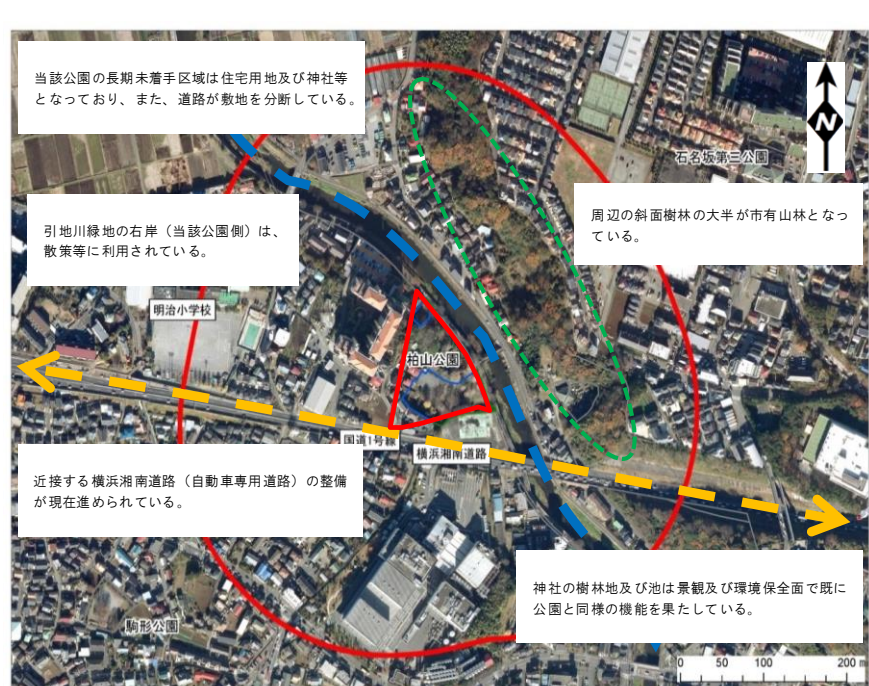 当該公園の長期未着手区域は住宅用地及び神社等
となっており、また、道路が敷地を分断している。
N
石名坂第三公園
周辺の斜面樹林の大半が市有山林となっ
ている。
引地川緑地の右岸（当該公園側）は、
散策等に利用されている。
明治小学校
柏山公園
国道1号線
横浜湘南道路
近接する横浜湘南道路（自動車専用道路）の整備
が現在進められている。
神社の樹林地及び池は景観及び環境保全面で既に
公園と同様の機能を果たしている。
駒形公園
0 50 100 200 m